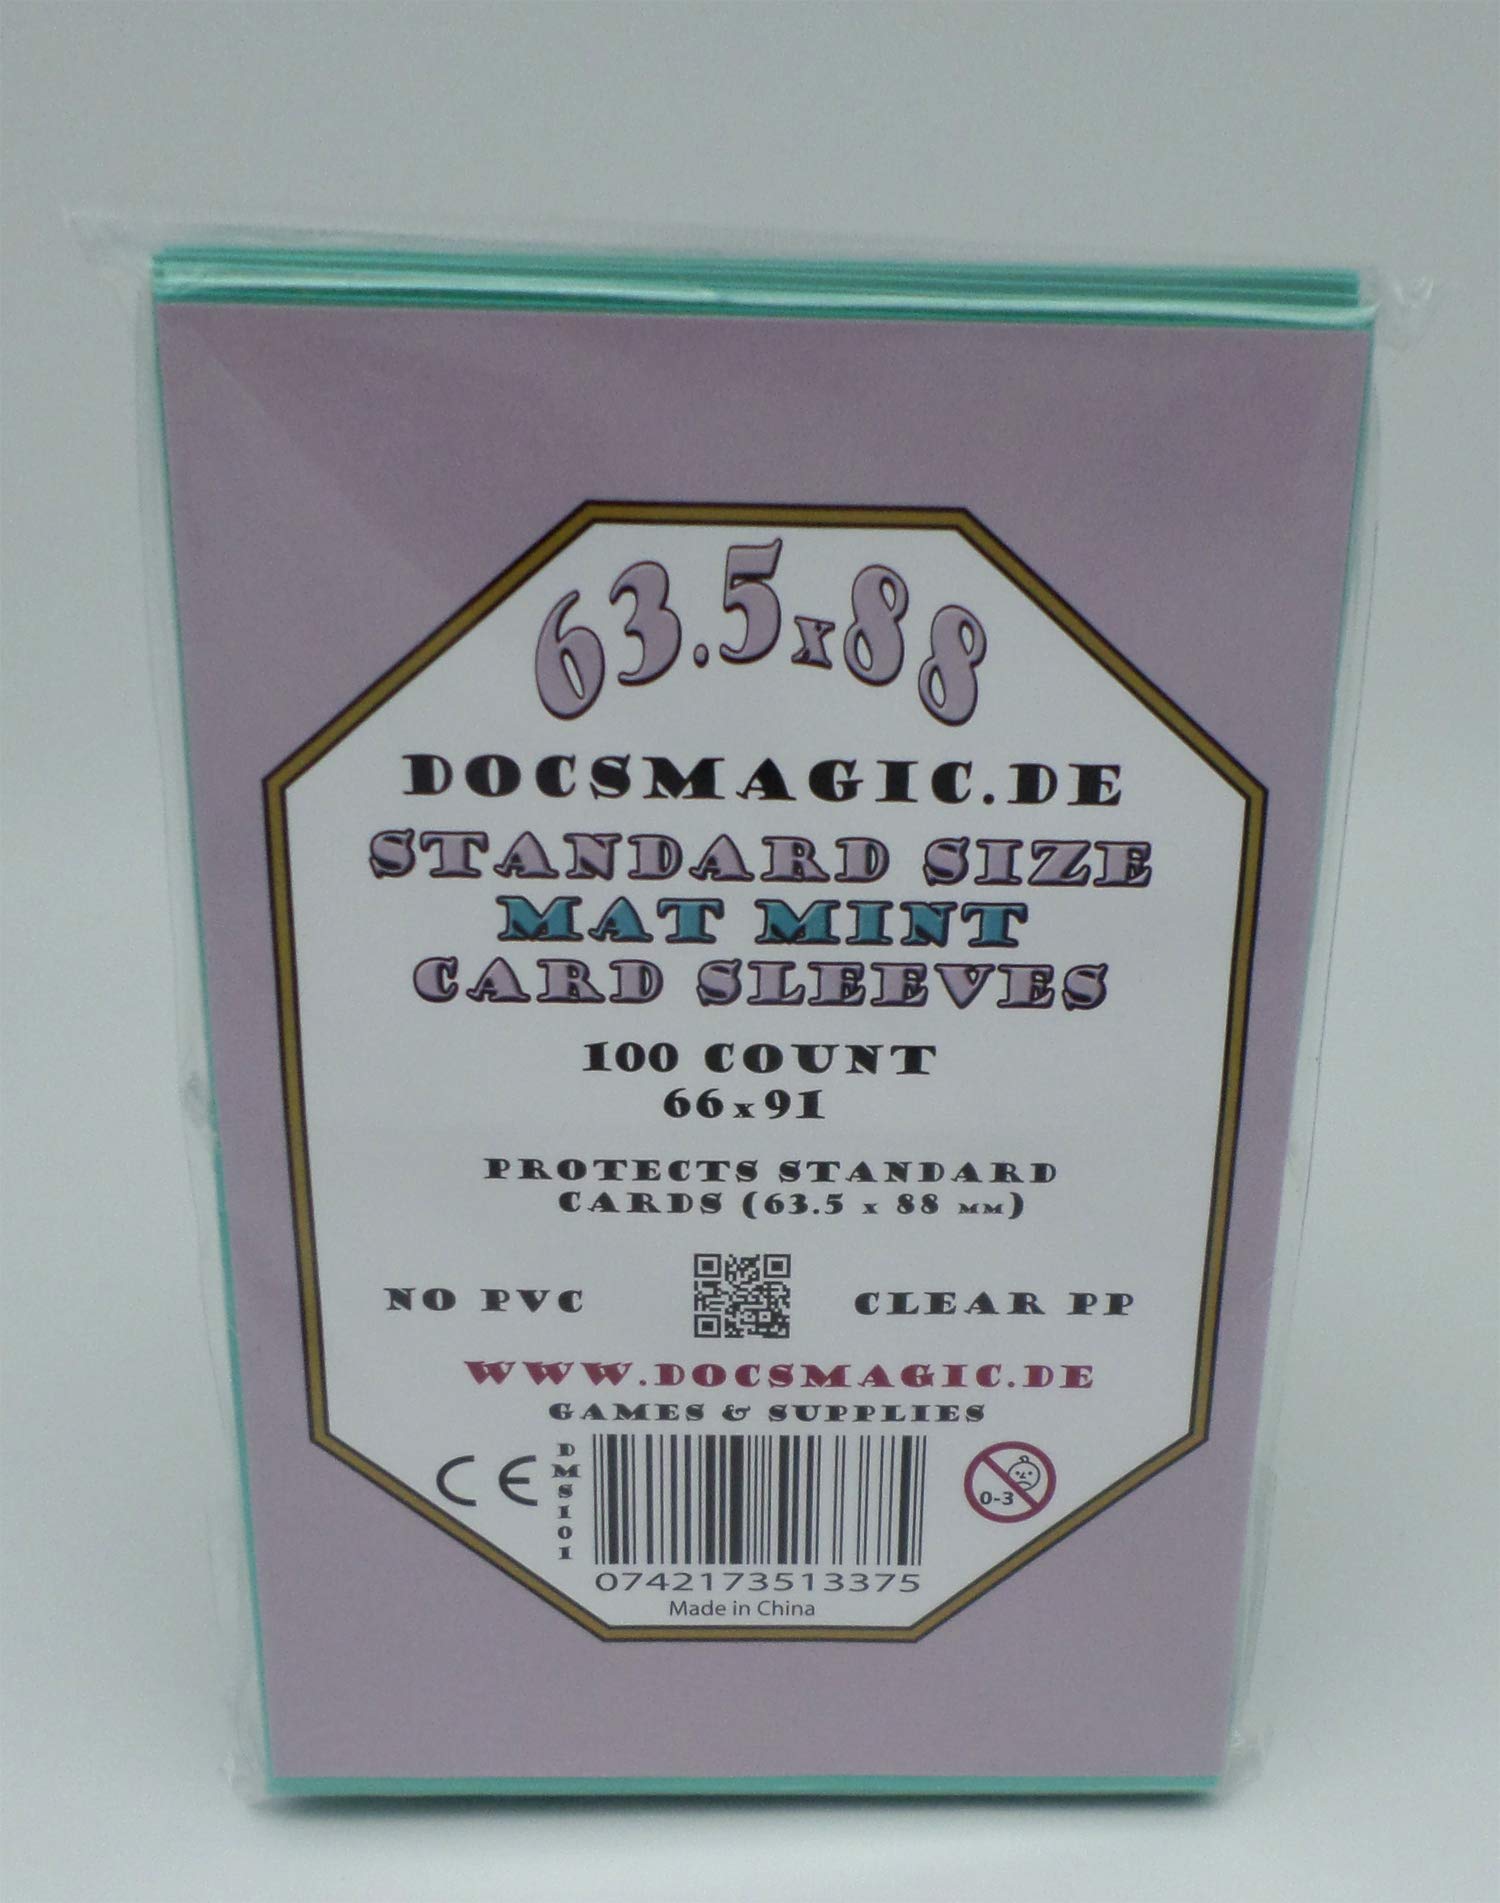 63.5x88
DOCSMAGIC.DE
STANDARD SIZE
MAT MINT
CARD SLEEVES
100 COUNT
66x91
PROTECTS STANDARD
CARDS (63.5 x 88 MM)
NO PVC CLEAR PP
WWW.DOCSMAGIC.DE
GAMES & SUPPLIES
CE
DMS101
0-3
0742173513375
Made in China